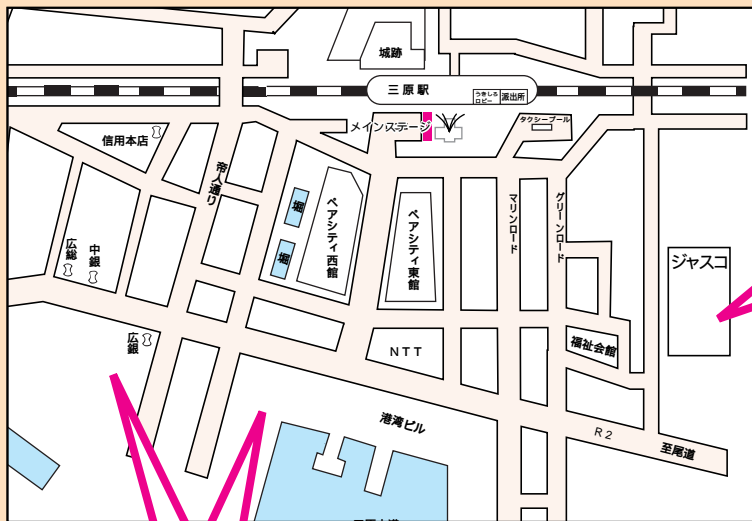 城跡
三原駅
うきしろ
ロビー
派出所
メインステージ
タクシープール
信用本店
帝人通り
堀
堀
ペアシティ西館
ペアシティ東館
マリンロード
グリーンロード
ジャスコ
広総
中銀
広銀
NTT
福祉会館
港湾ビル
R2
至尾道